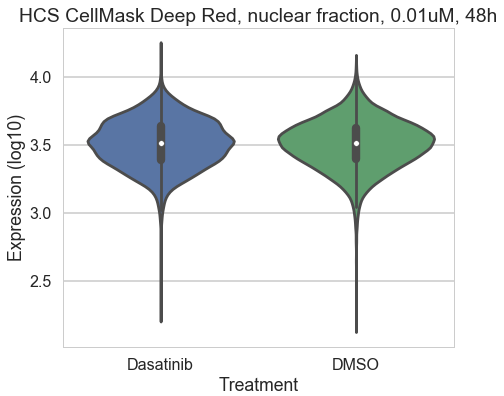 HCS CellMask Deep Red, nuclear fraction, 0.01uM, 48h
4.0
3.5
3.0
2.5
Expression (log10)
Dasatinib DMSO
Treatment